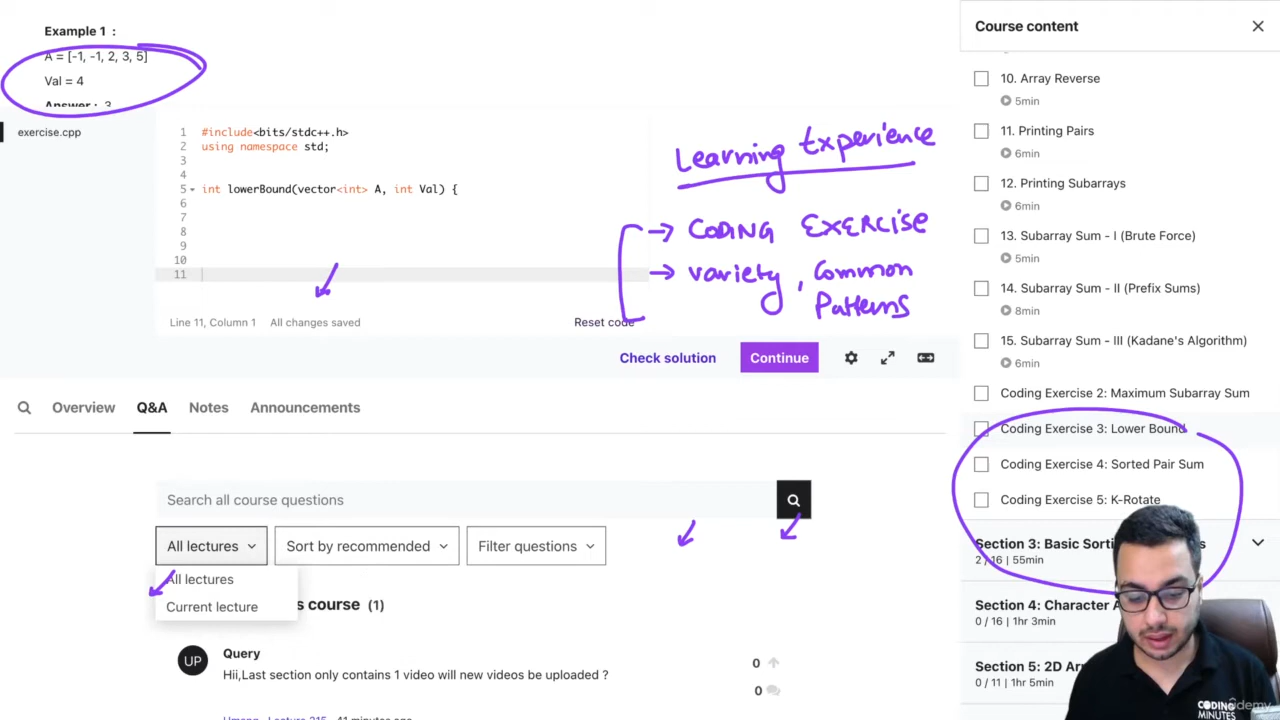 Example 1 :
A = [-1, -1, 2, 3, 5]
Val = 4
Answer : 3
exercise.cpp
1 #include<bits/stdc++.h>
2 using namespace std;
3
4
5 int lowerBound(vector<int> A, int Val) {
6
7
8
9
10
11
Line 11, Column 1 All changes saved Reset code
Learning Experience
→ CODING EXERCISE
→ variety, Common
Patterns
Check solution Continue
Overview Q&A Notes Announcements
Search all course questions
All lectures Sort by recommended Filter questions
All lectures
Current lecture
s course (1)
UP
Query
Hii,Last section only contains 1 video will new videos be uploaded ?
0
0
Course content
10. Array Reverse
5min
11. Printing Pairs
6min
12. Printing Subarrays
6min
13. Subarray Sum - I (Brute Force)
5min
14. Subarray Sum - II (Prefix Sums)
8min
15. Subarray Sum - III (Kadane's Algorithm)
6min
Coding Exercise 2: Maximum Subarray Sum
Coding Exercise 3: Lower Bound
Coding Exercise 4: Sorted Pair Sum
Coding Exercise 5: K-Rotate
Section 3: Basic
2 / 16 | 55min
Section 4: Character
0 / 16 | 1hr 3min
Section 5: 2D
0 / 11 | 1hr 5min
CODING
MINUTES
ûdemy